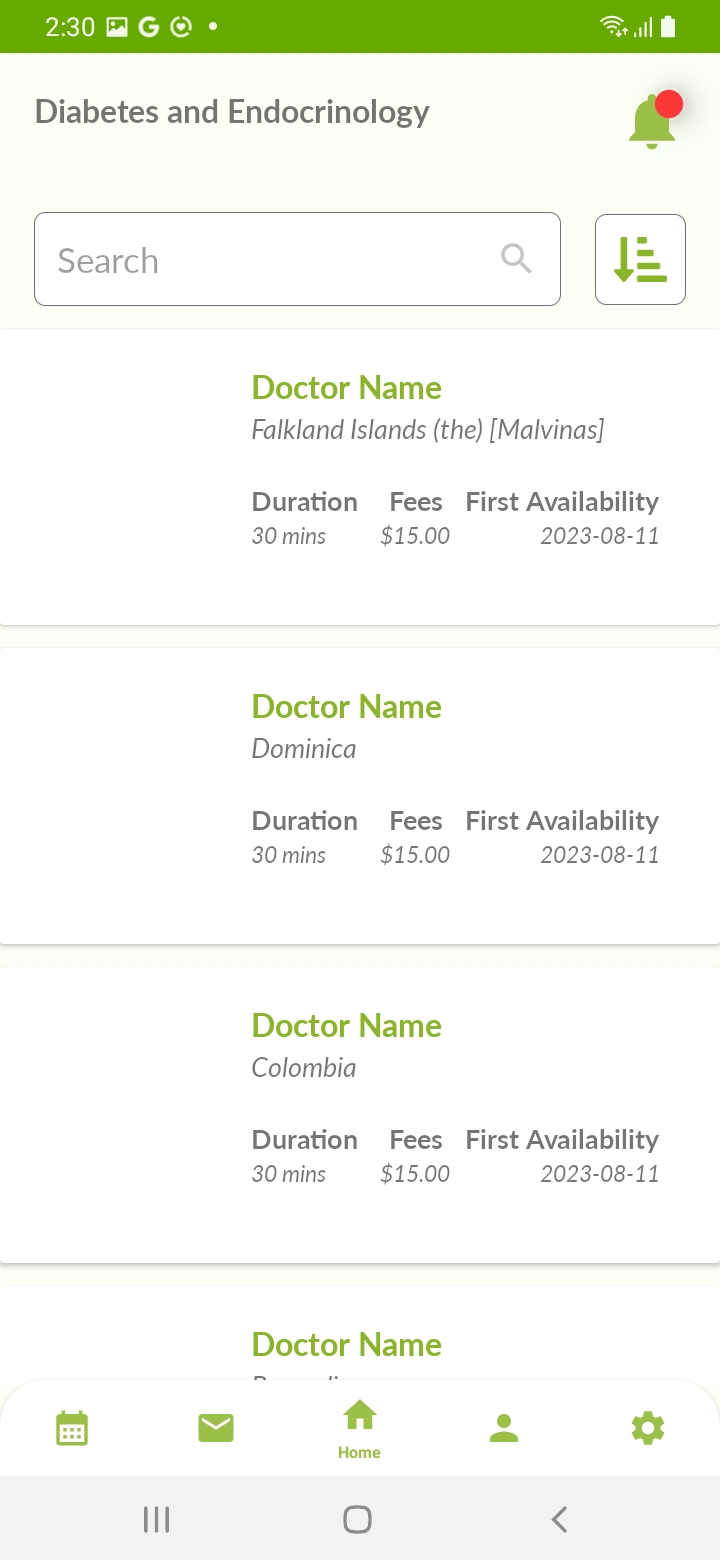 2:30
Diabetes and Endocrinology
Search
Doctor Name
Falkland Islands (the) [Malvinas]
Duration Fees First Availability
30 mins $15.00 2023-08-11
Doctor Name
Dominica
Duration Fees First Availability
30 mins $15.00 2023-08-11
Doctor Name
Colombia
Duration Fees First Availability
30 mins $15.00 2023-08-11
Doctor Name
Home